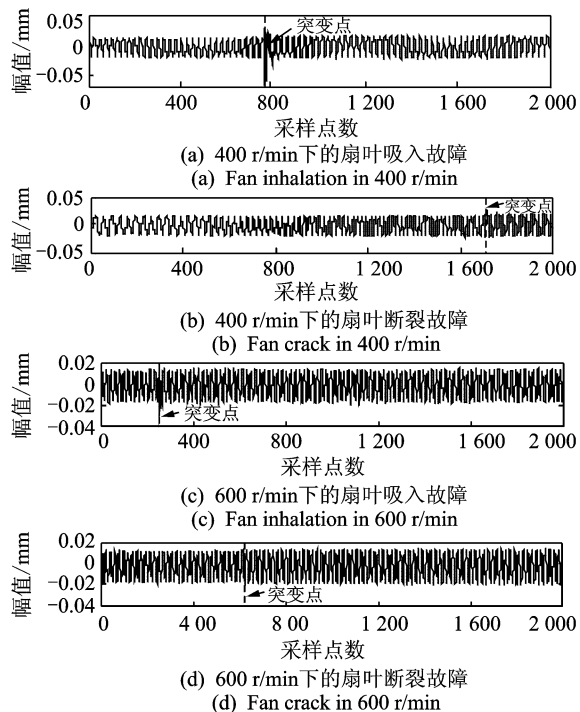 0.05
0
−0.05
幅值/mm
突变点
0 400 800 1 200 1 600 2 000
采样点数
(a) 400 r/min下的扇叶吸入故障
(a) Fan inhalation in 400 r/min
0.05
0
−0.05
幅值/mm
突变点
0 400 800 1 200 1 600 2 000
采样点数
(b) 400 r/min下的扇叶断裂故障
(b) Fan crack in 400 r/min
0.02
0
−0.02
−0.04
幅值/mm
突变点
0 400 800 1 200 1 600 2 000
采样点数
(c) 600 r/min下的扇叶吸入故障
(c) Fan inhalation in 600 r/min
0.02
0
−0.02
−0.04
幅值/mm
突变点
0 4 00 8 00 1 200 1 600 2 000
采样点数
(d) 600 r/min下的扇叶断裂故障
(d) Fan crack in 600 r/min